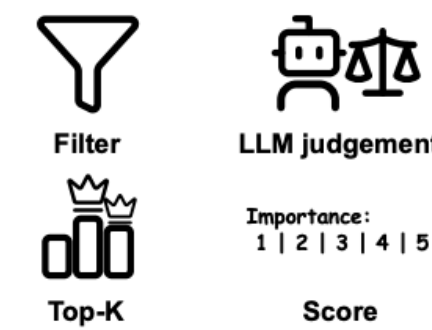 Filter
LLM judgement
Importance:
1 | 2 | 3 | 4 | 5
Top-K
Score